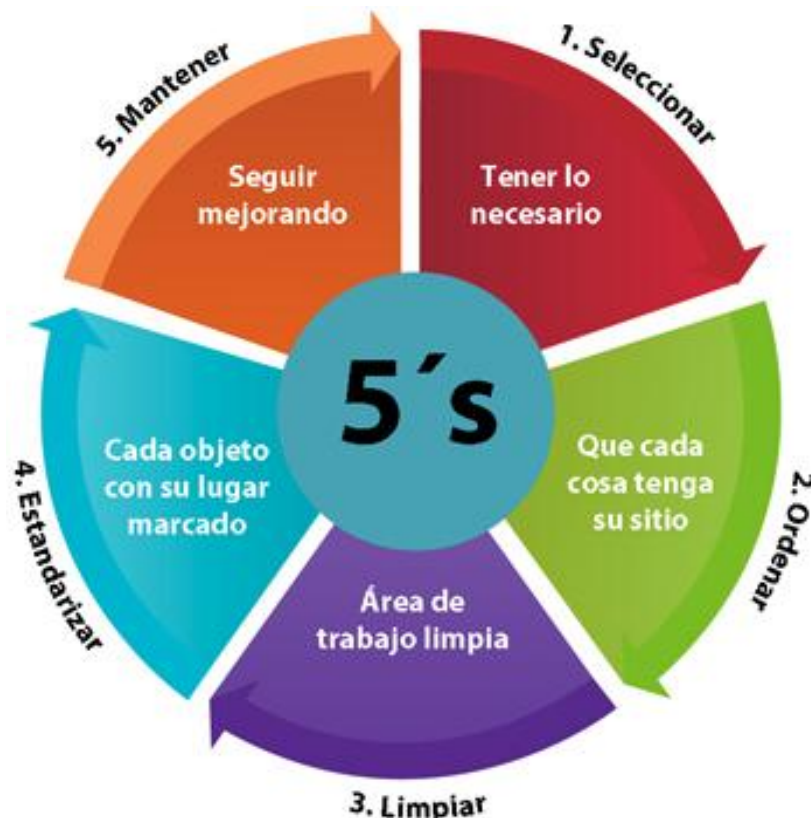 5´s
1. Seleccionar
Tener lo
necesario
2. Ordenar
Que cada
cosa tenga
su sitio
3. Limpiar
Área de
trabajo limpia
4. Estandarizar
Cada objeto
con su lugar
marcado
5. Mantener
Seguir
mejorando